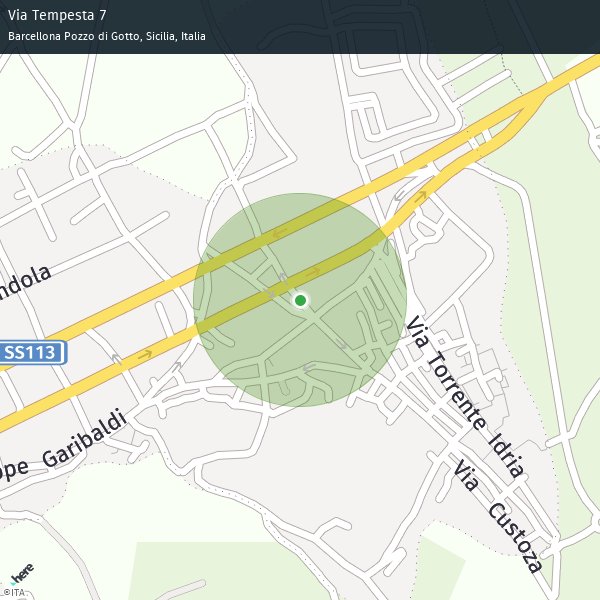 Via Tempesta 7
Barcellona Pozzo di Gotto, Sicilia, Italia
ndola
SS113
ope Garibaldi
Via Torrente Idria
Via Custoza
here
©ITA